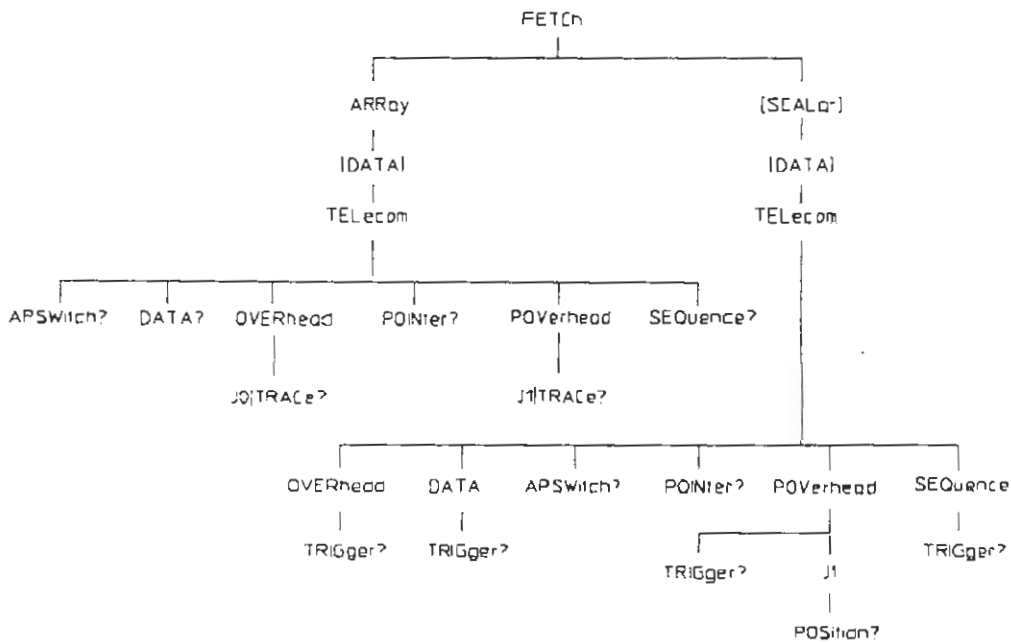 FETCh
ARRay [SCALar]
[DATA] [DATA]
TELecom TELecom
APSWitch? DATA? OVERhead POINter? POVerhead SEQuence?
J0|TRACe? J1|TRACe?
OVERhead DATA APSWitch? POINter? POVerhead SEQuence
TRIGger? TRIGger? TRIGger? J1 TRIGger?
POSition?